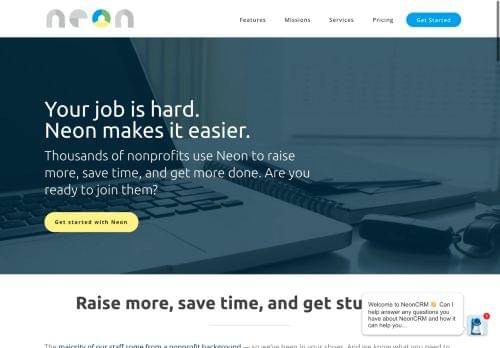 neon
Features Missions Services Pricing Get Started
Your job is hard.
Neon makes it easier.
Thousands of nonprofits use Neon to raise
more, save time, and get more done. Are you
ready to join them?
Get started with Neon
Raise more, save time, and get stu
Welcome to NeonCRM 👋 Can I
help answer any questions you
have about NeonCRM and how it
can help you...
1
The majority of our staff come from a nonprofit background — so we've been in your shoes. And we know what you need to